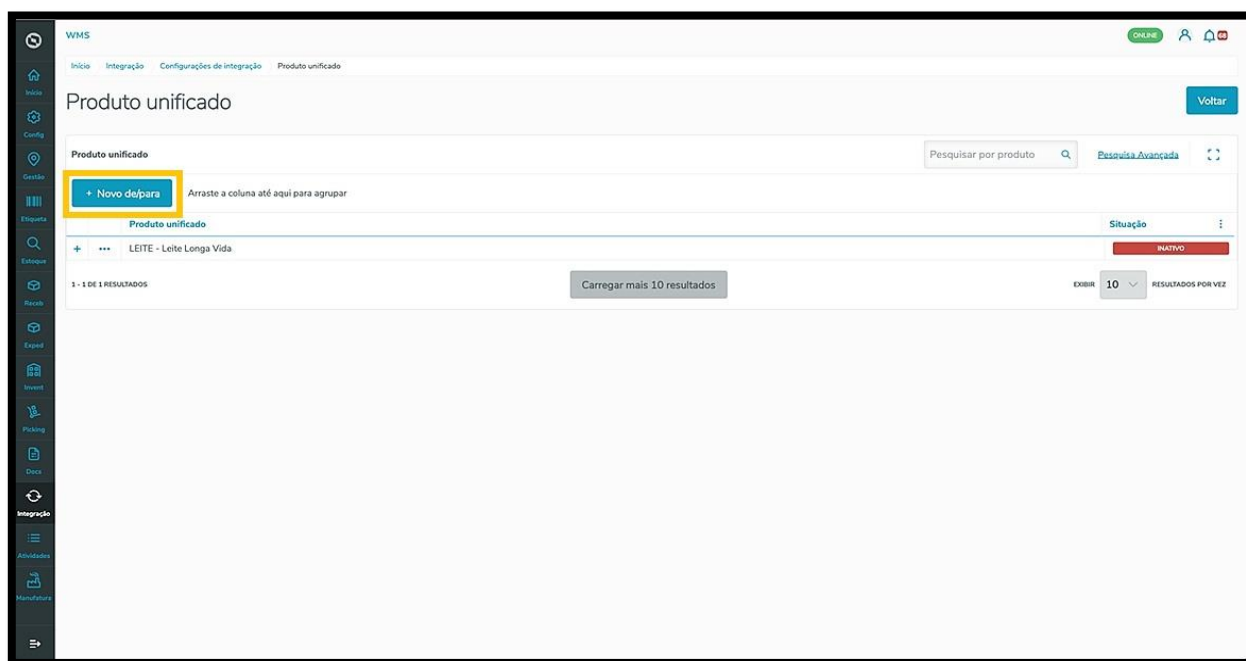 WMS
ONLINE
68
Início Integração Configurações de integração Produto unificado
Produto unificado
Voltar
Produto unificado
Pesquisar por produto
Pesquisa Avançada
+ Novo de/para
Arraste a coluna até aqui para agrupar
Produto unificado
Situação
+ ••• LEITE - Leite Longa Vida
INATIVO
1 - 1 DE 1 RESULTADOS
Carregar mais 10 resultados
EXIBIR 10 RESULTADOS POR VEZ
Início
Config
Gestão
Etiqueta
Estoque
Receb
Exped
Invent
Picking
Docs
Integração
Atividades
Manufatura